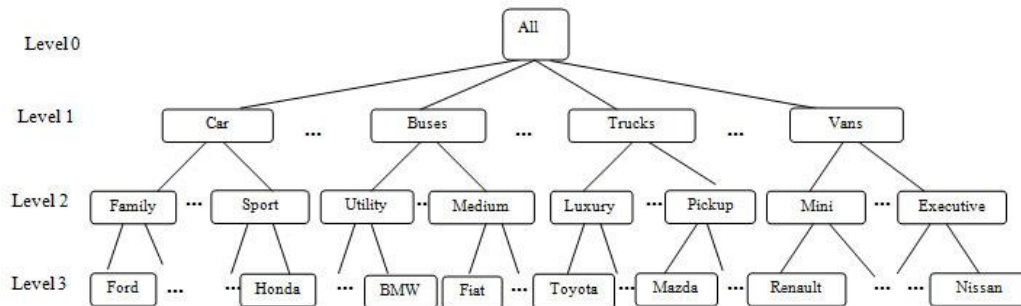 All
Level 0
Level 1 Car ... Buses ... Trucks ... Vans
Level 2 Family ... Sport Utility ... Medium Luxury ... Pickup Mini ... Executive
Level 3 Ford ... ... Honda ... BMW Fiat ... Toyota ... Mazda ... Renault ... ... Nissan